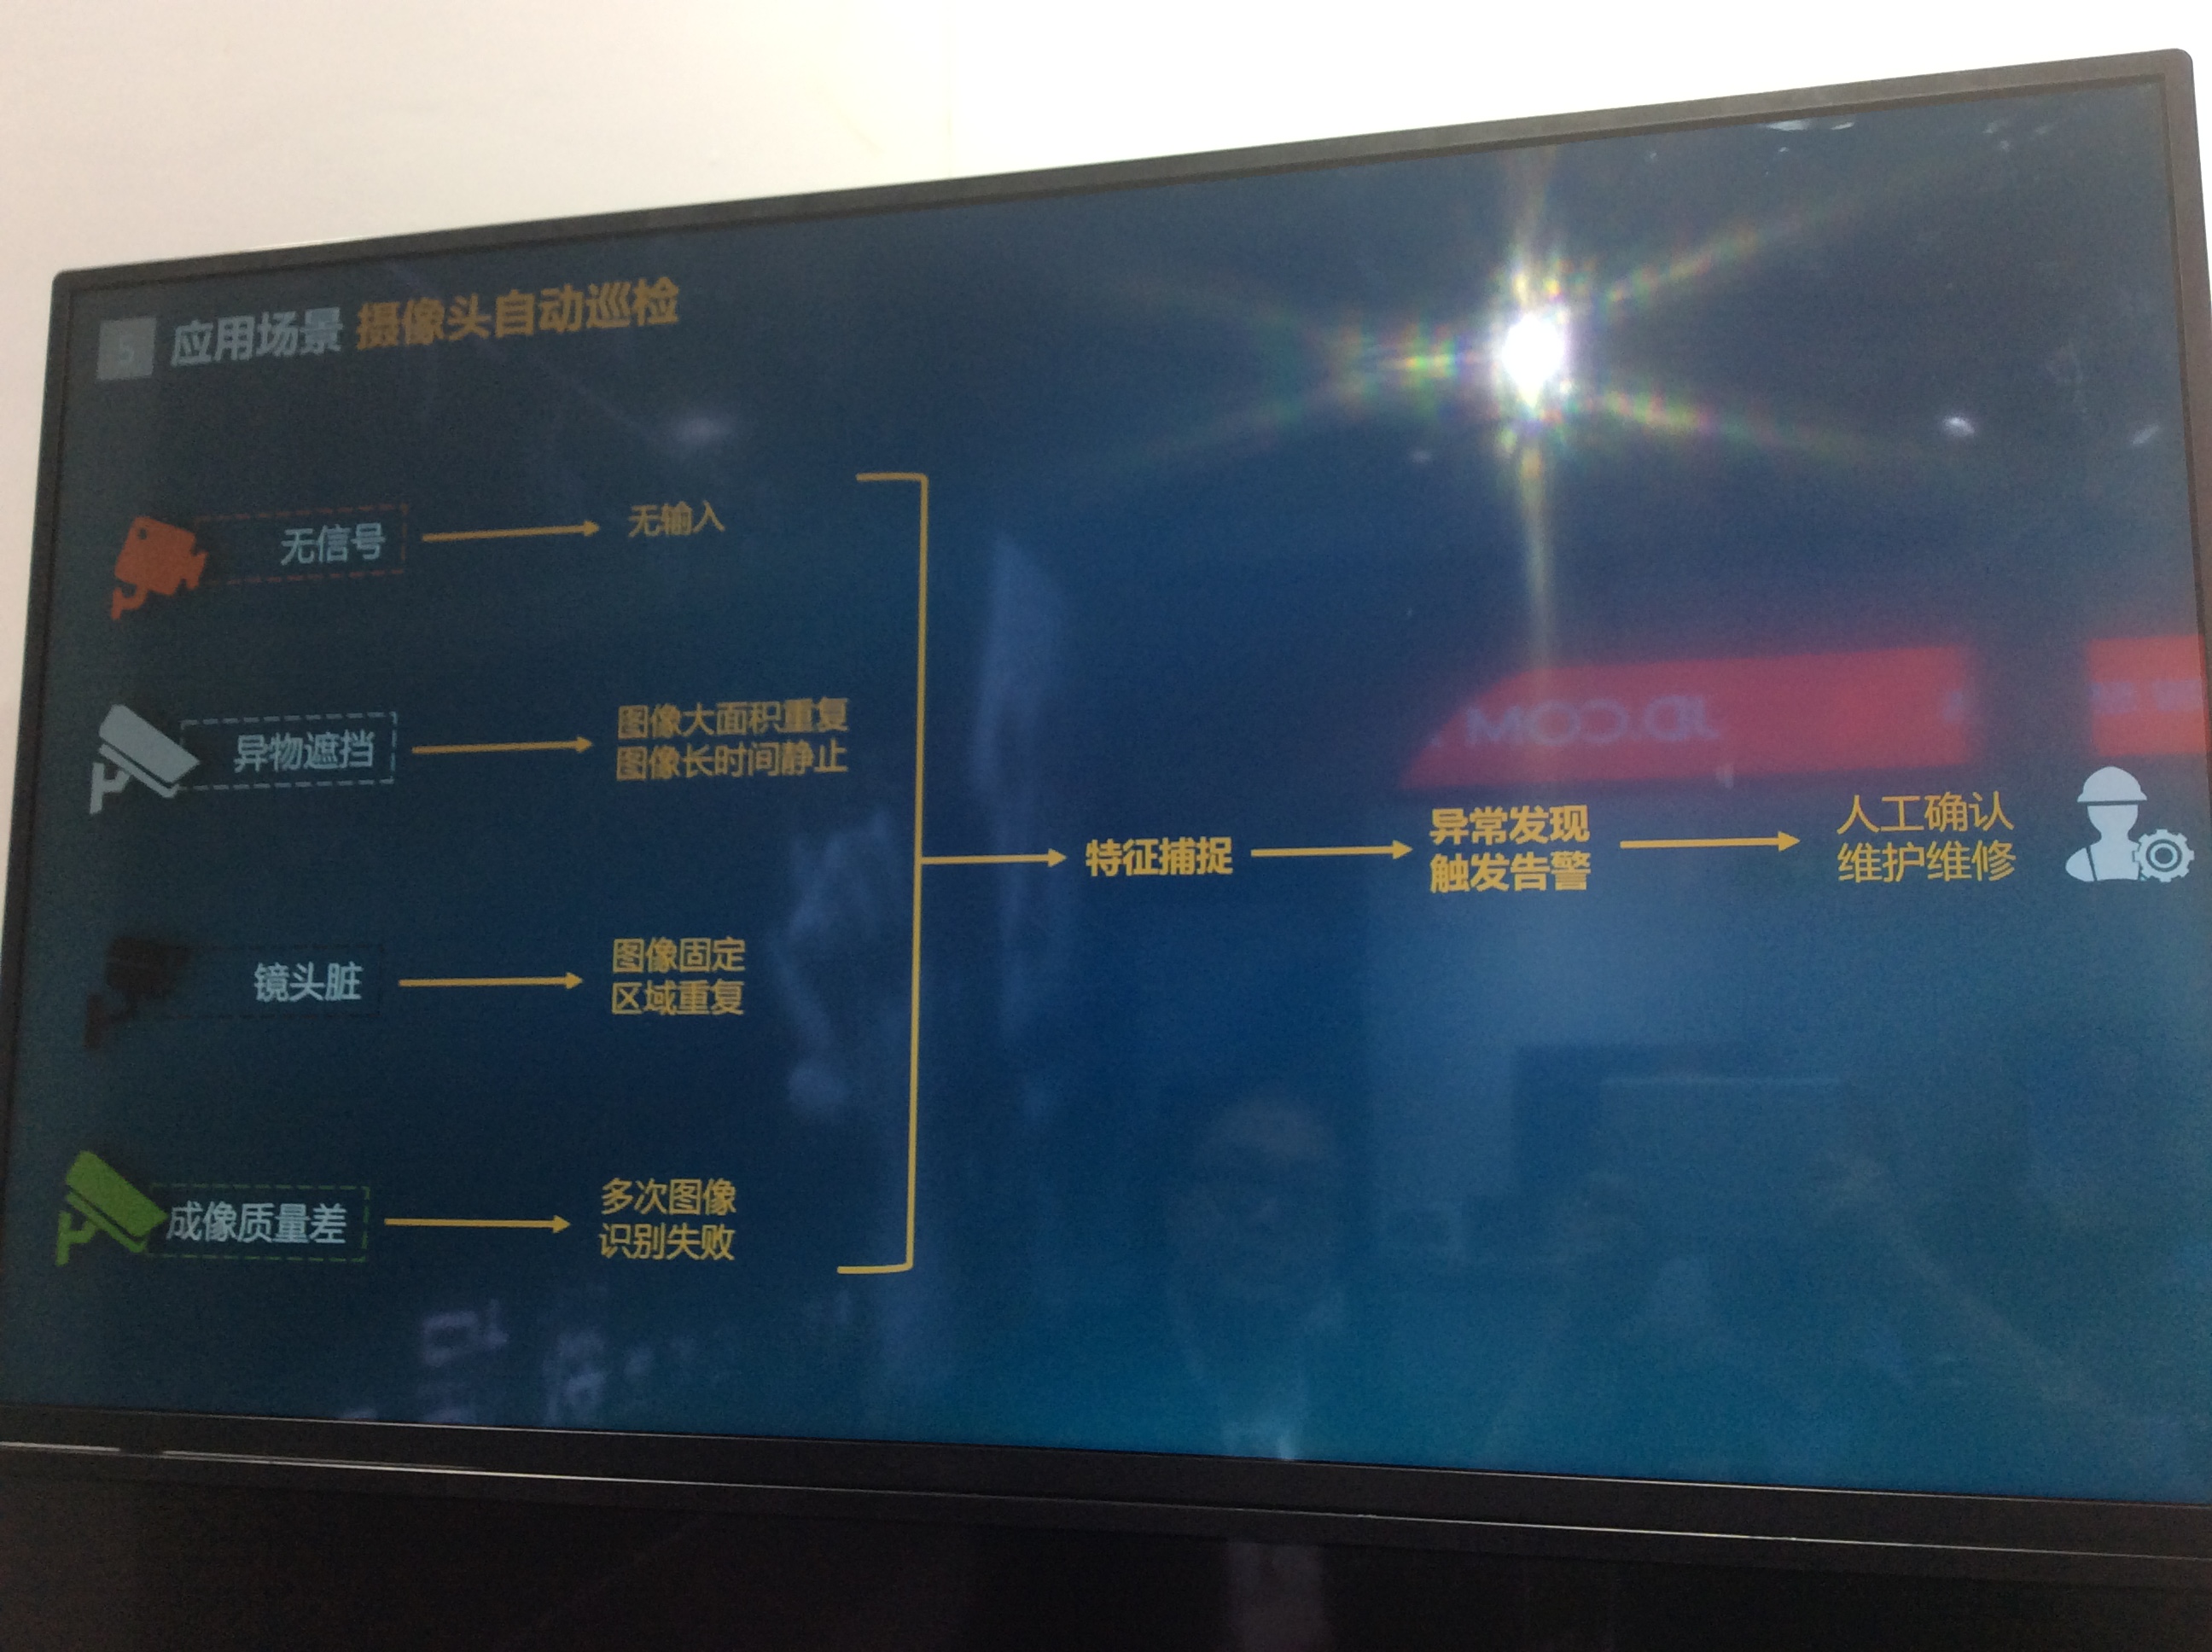 5 应用场景 摄像头自动巡检
无信号
无输入
异物遮挡
图像大面积重复
图像长时间静止
镜头脏
图像固定
区域重复
成像质量差
多次图像
识别失败
特征捕捉
异常发现
触发告警
人工确认
维护维修
JD.COM